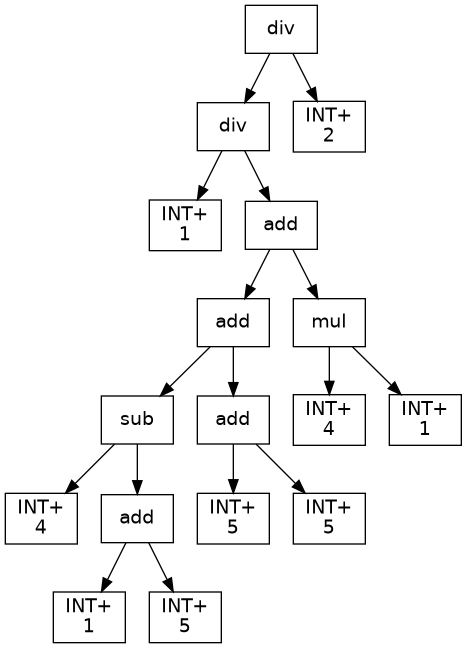 div
div
INT+
2
INT+
1
add
add
mul
sub
add
INT+
4
INT+
1
INT+
4
add
INT+
5
INT+
5
INT+
1
INT+
5